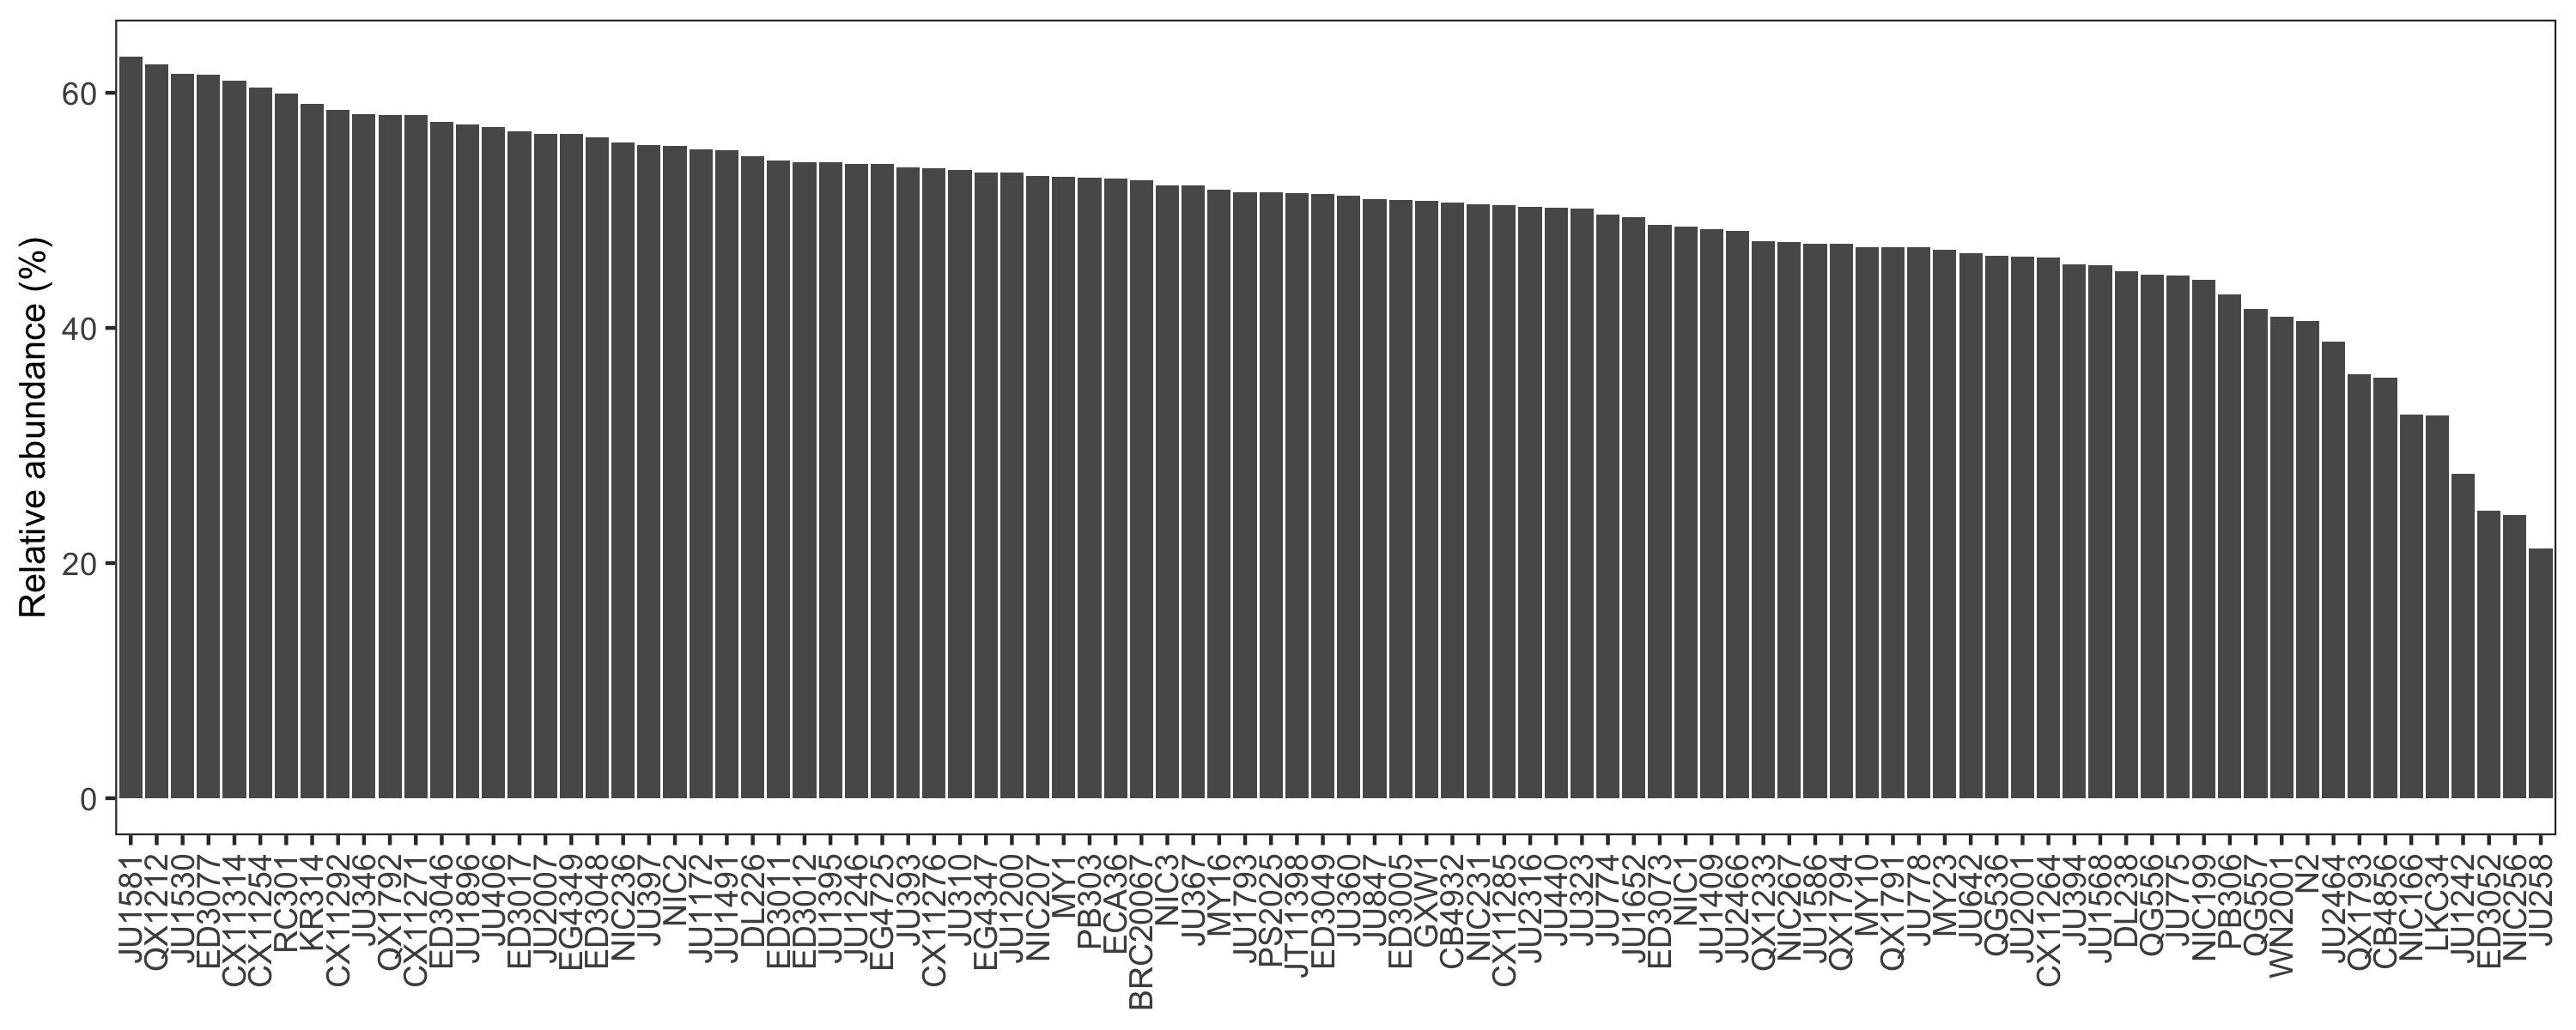 Relative abundance (%)
60
40
20
0
JU1581
QX1212
JU1530
ED3077
CX11314
CX11254
RC301
KR314
CX11292
JU346
QX1792
CX11271
ED3046
JU1896
JU406
ED3017
JU2007
EG4349
ED3048
NIC236
JU397
NIC2
JU1172
JU1491
DL226
ED3011
ED3012
JU1395
JU1246
EG4725
JU393
CX11276
JU310
EG4347
JU1200
NIC207
MY1
PB303
ECA36
BRC20067
NIC3
JU367
MY16
JU1793
PS2025
JT11398
ED3049
JU360
JU847
ED3005
GXW1
CB4932
NIC231
CX11285
JU2316
JU440
JU323
JU774
JU1652
ED3073
NIC1
JU1409
JU2466
QX1233
NIC267
JU1586
QX1794
MY10
QX1791
JU778
MY23
JU642
QG536
JU2001
CX11264
JU394
JU1568
DL238
QG556
JU775
NIC199
PB306
QG557
WN2001
N2
JU2464
QX1793
CB4856
NIC166
LKC34
JU1242
ED3052
NIC256
JU258